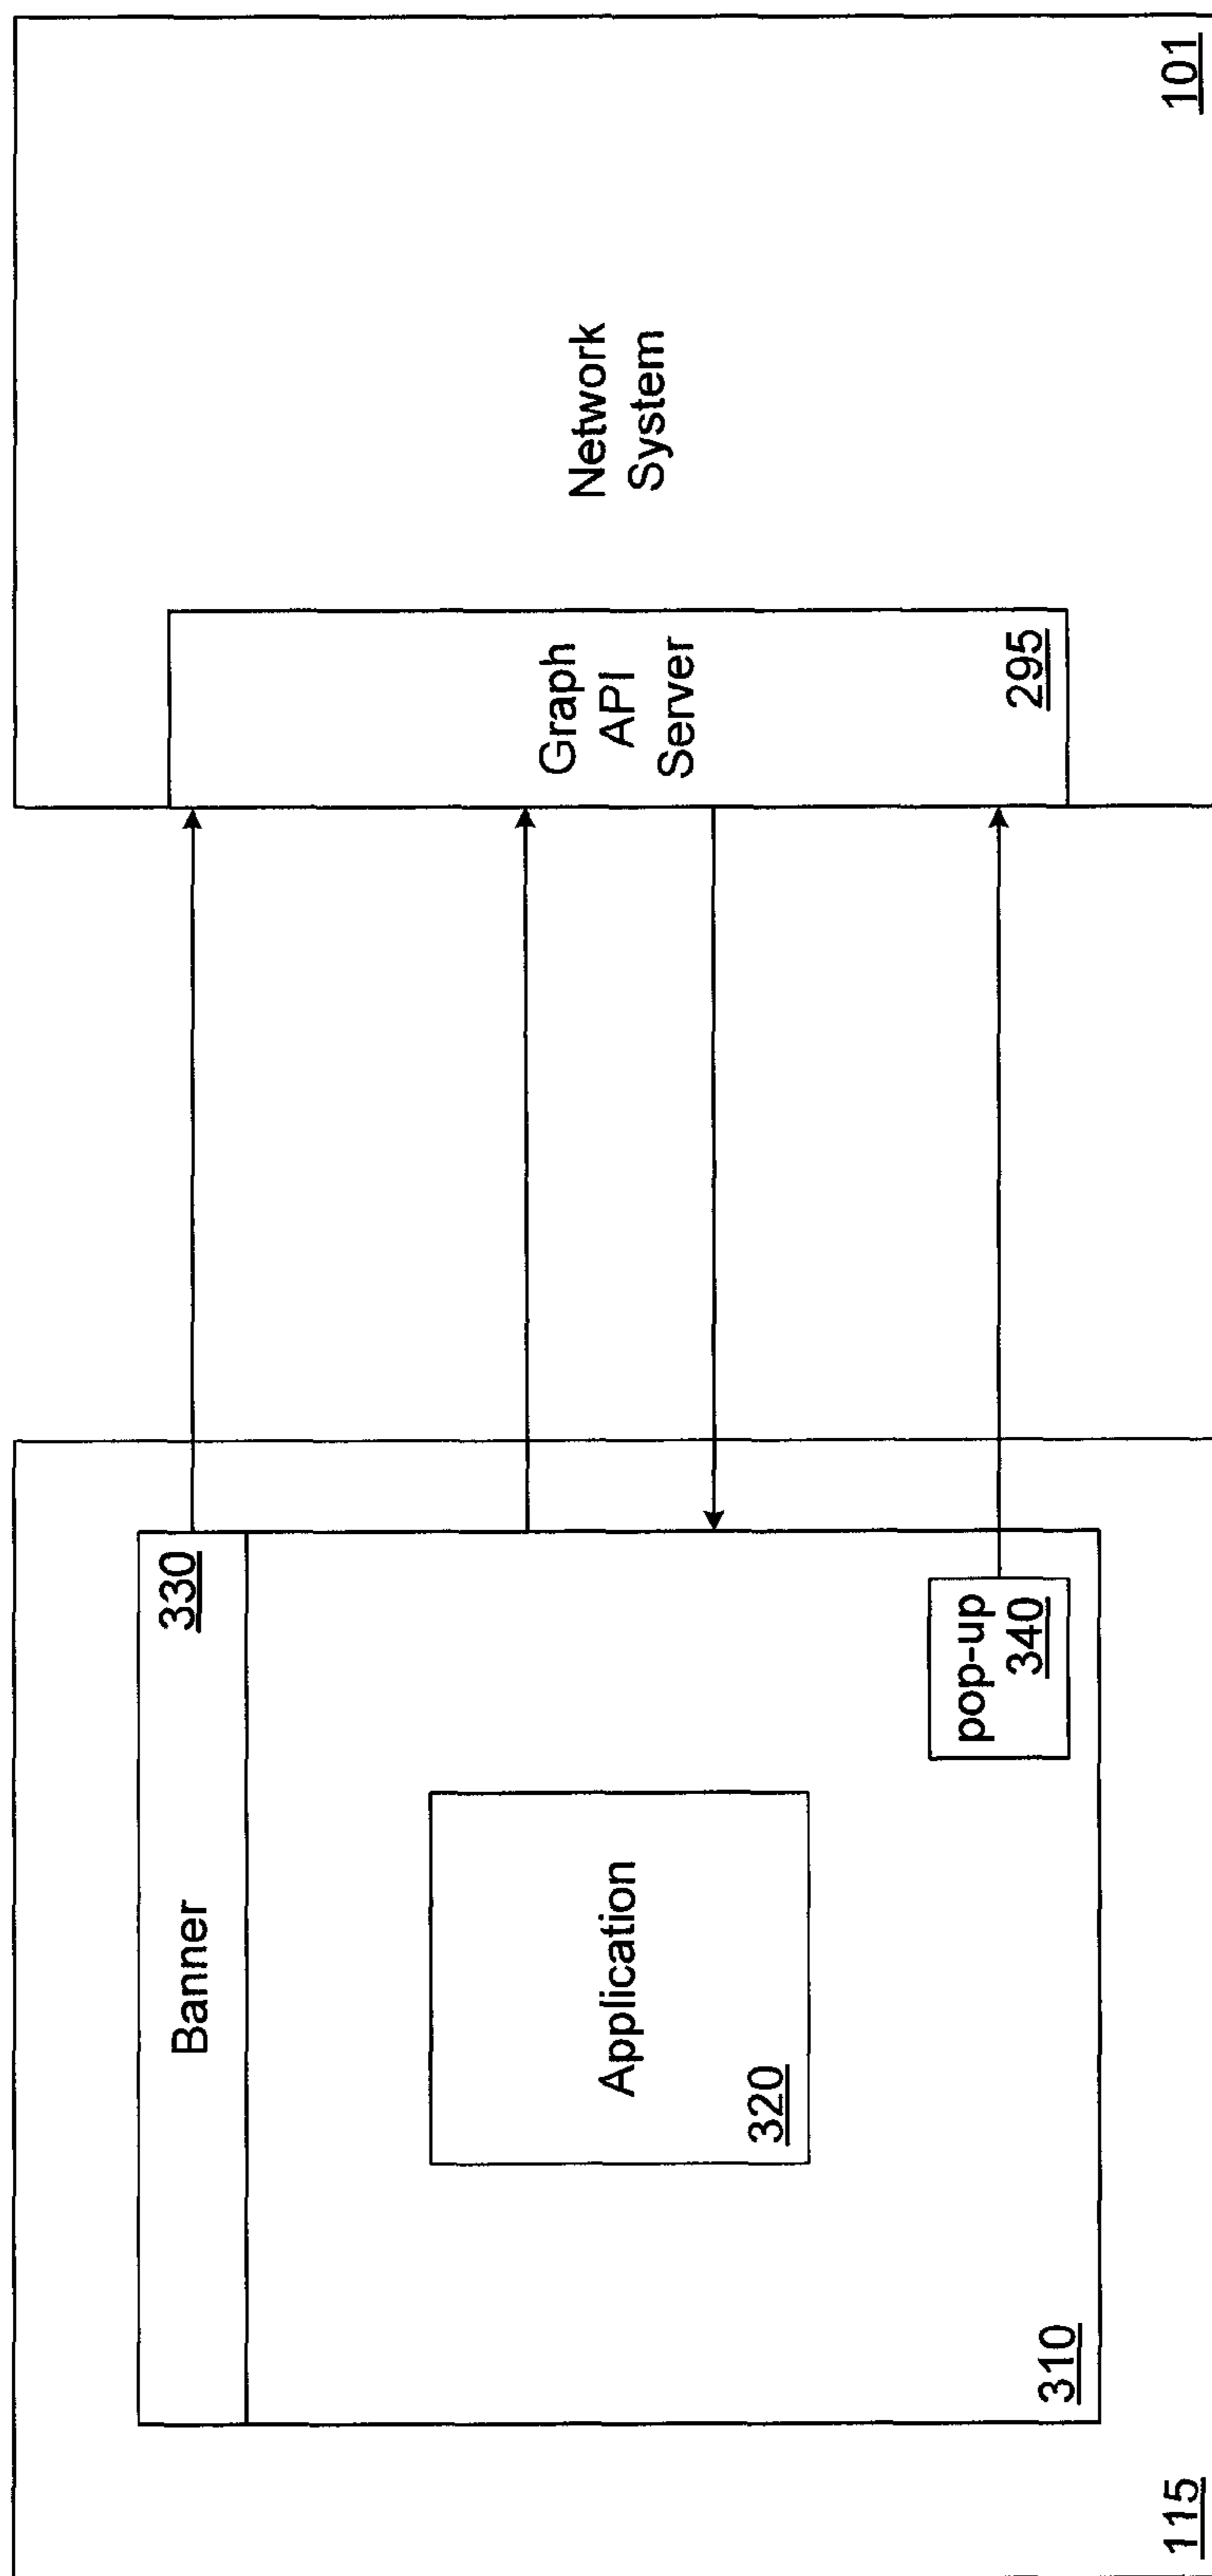 Banner
330
Application
320
pop-up
340
310
115
Graph
API
Server
295
Network
System
101